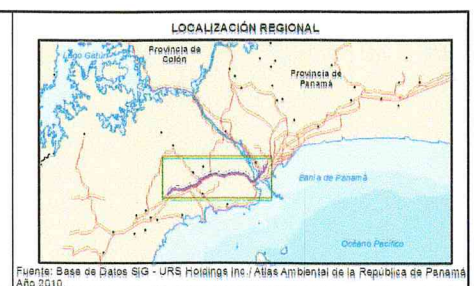 LOCALIZACIÓN REGIONAL
Lago Gatún
Provincia de
Colón
Provincia de
Panamá
Bahía de Panamá
Océano Pacífico
Fuente: Base de Datos SIG - URS Holdings Inc./ Atlas Ambiental de la República de Panamá
Año 2010